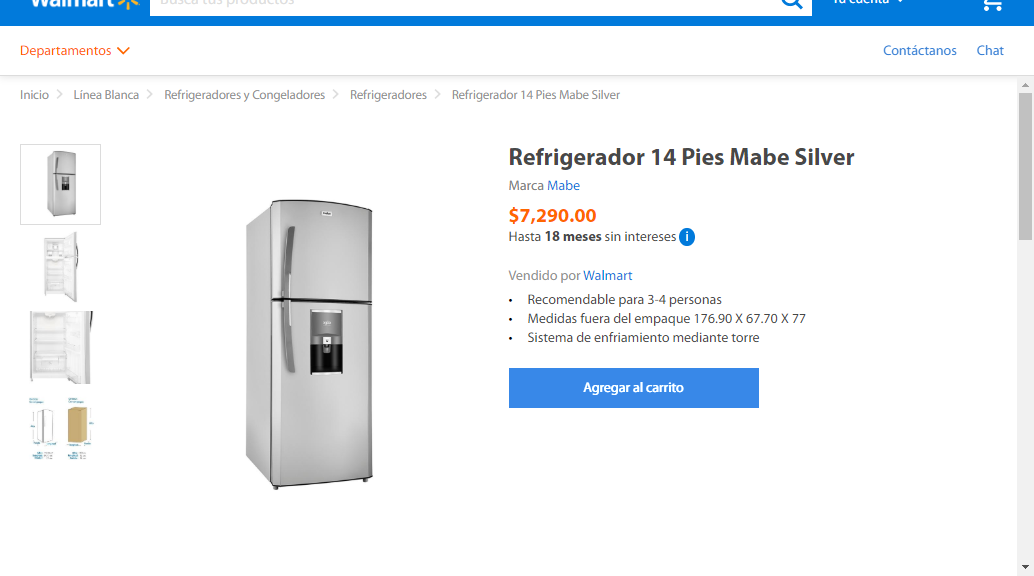 Walmart
Busca tus productos
Tu cuenta
Departamentos
Contáctanos
Chat
Inicio
Línea Blanca
Refrigeradores y Congeladores
Refrigeradores
Refrigerador 14 Pies Mabe Silver
Refrigerador 14 Pies Mabe Silver
Marca Mabe
$7,290.00
Hasta 18 meses sin intereses i
Vendido por Walmart
• Recomendable para 3-4 personas
• Medidas fuera del empaque 176.90 X 67.70 X 77
• Sistema de enfriamiento mediante torre
Agregar al carrito